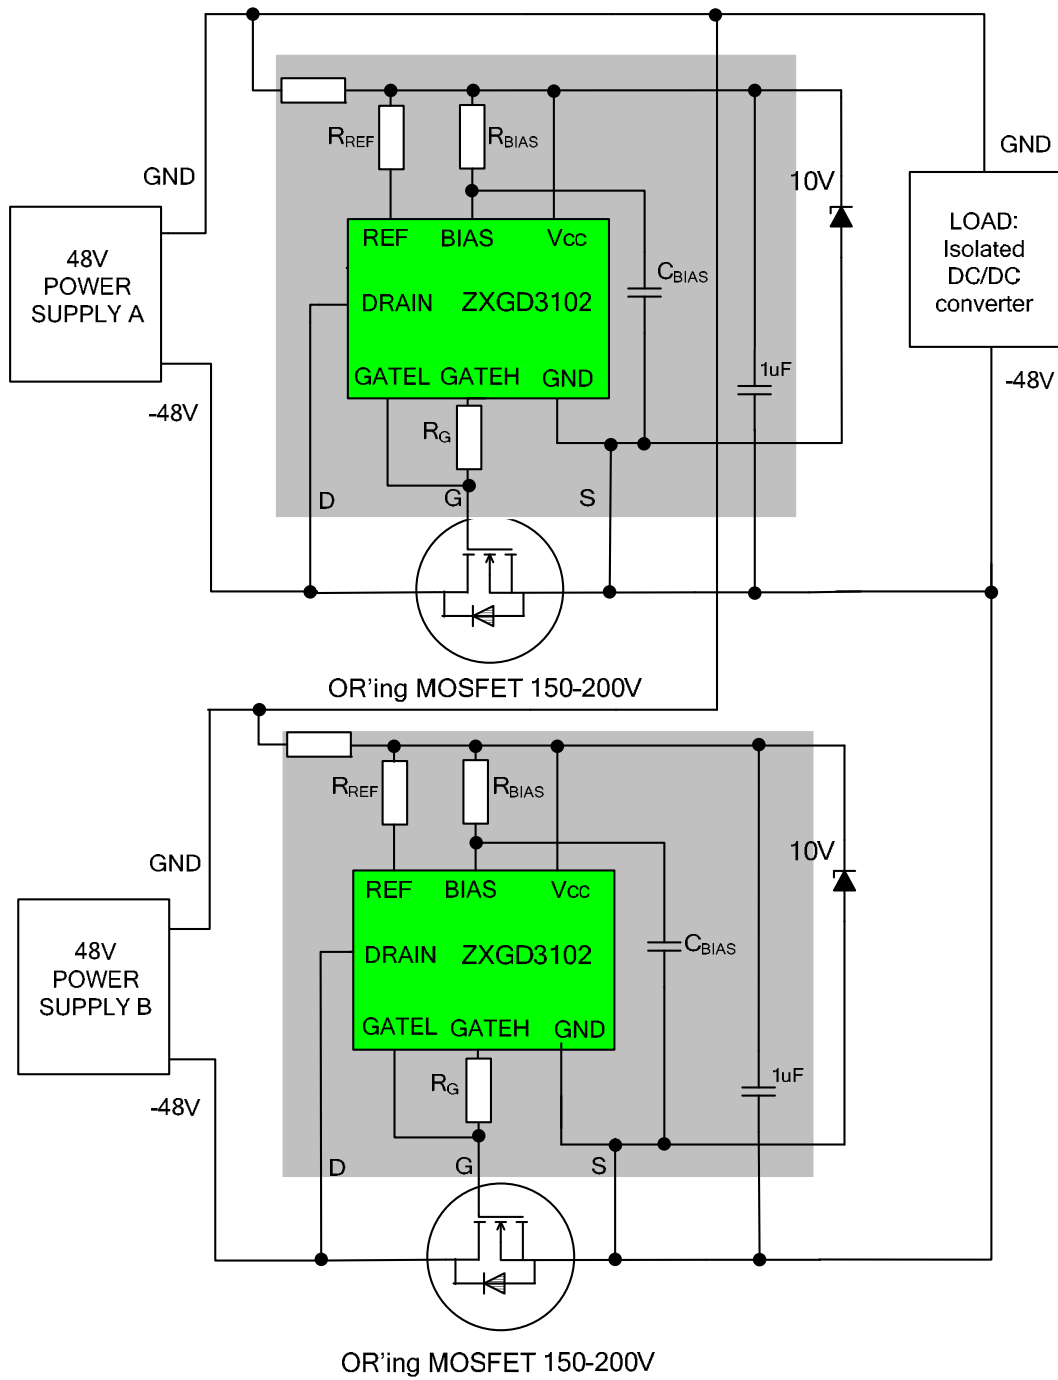 GND
48V
POWER
SUPPLY A
-48V
RREF
RBIAS
REF BIAS Vcc
DRAIN ZXGD3102
GATEL GATEH GND
CBIAS
RG
1uF
10V
D G S
GND
LOAD:
Isolated
DC/DC
converter
-48V
OR'ing MOSFET 150-200V
GND
48V
POWER
SUPPLY B
-48V
RREF
RBIAS
REF BIAS Vcc
DRAIN ZXGD3102
GATEL GATEH GND
CBIAS
RG
1uF
10V
D G S
OR'ing MOSFET 150-200V